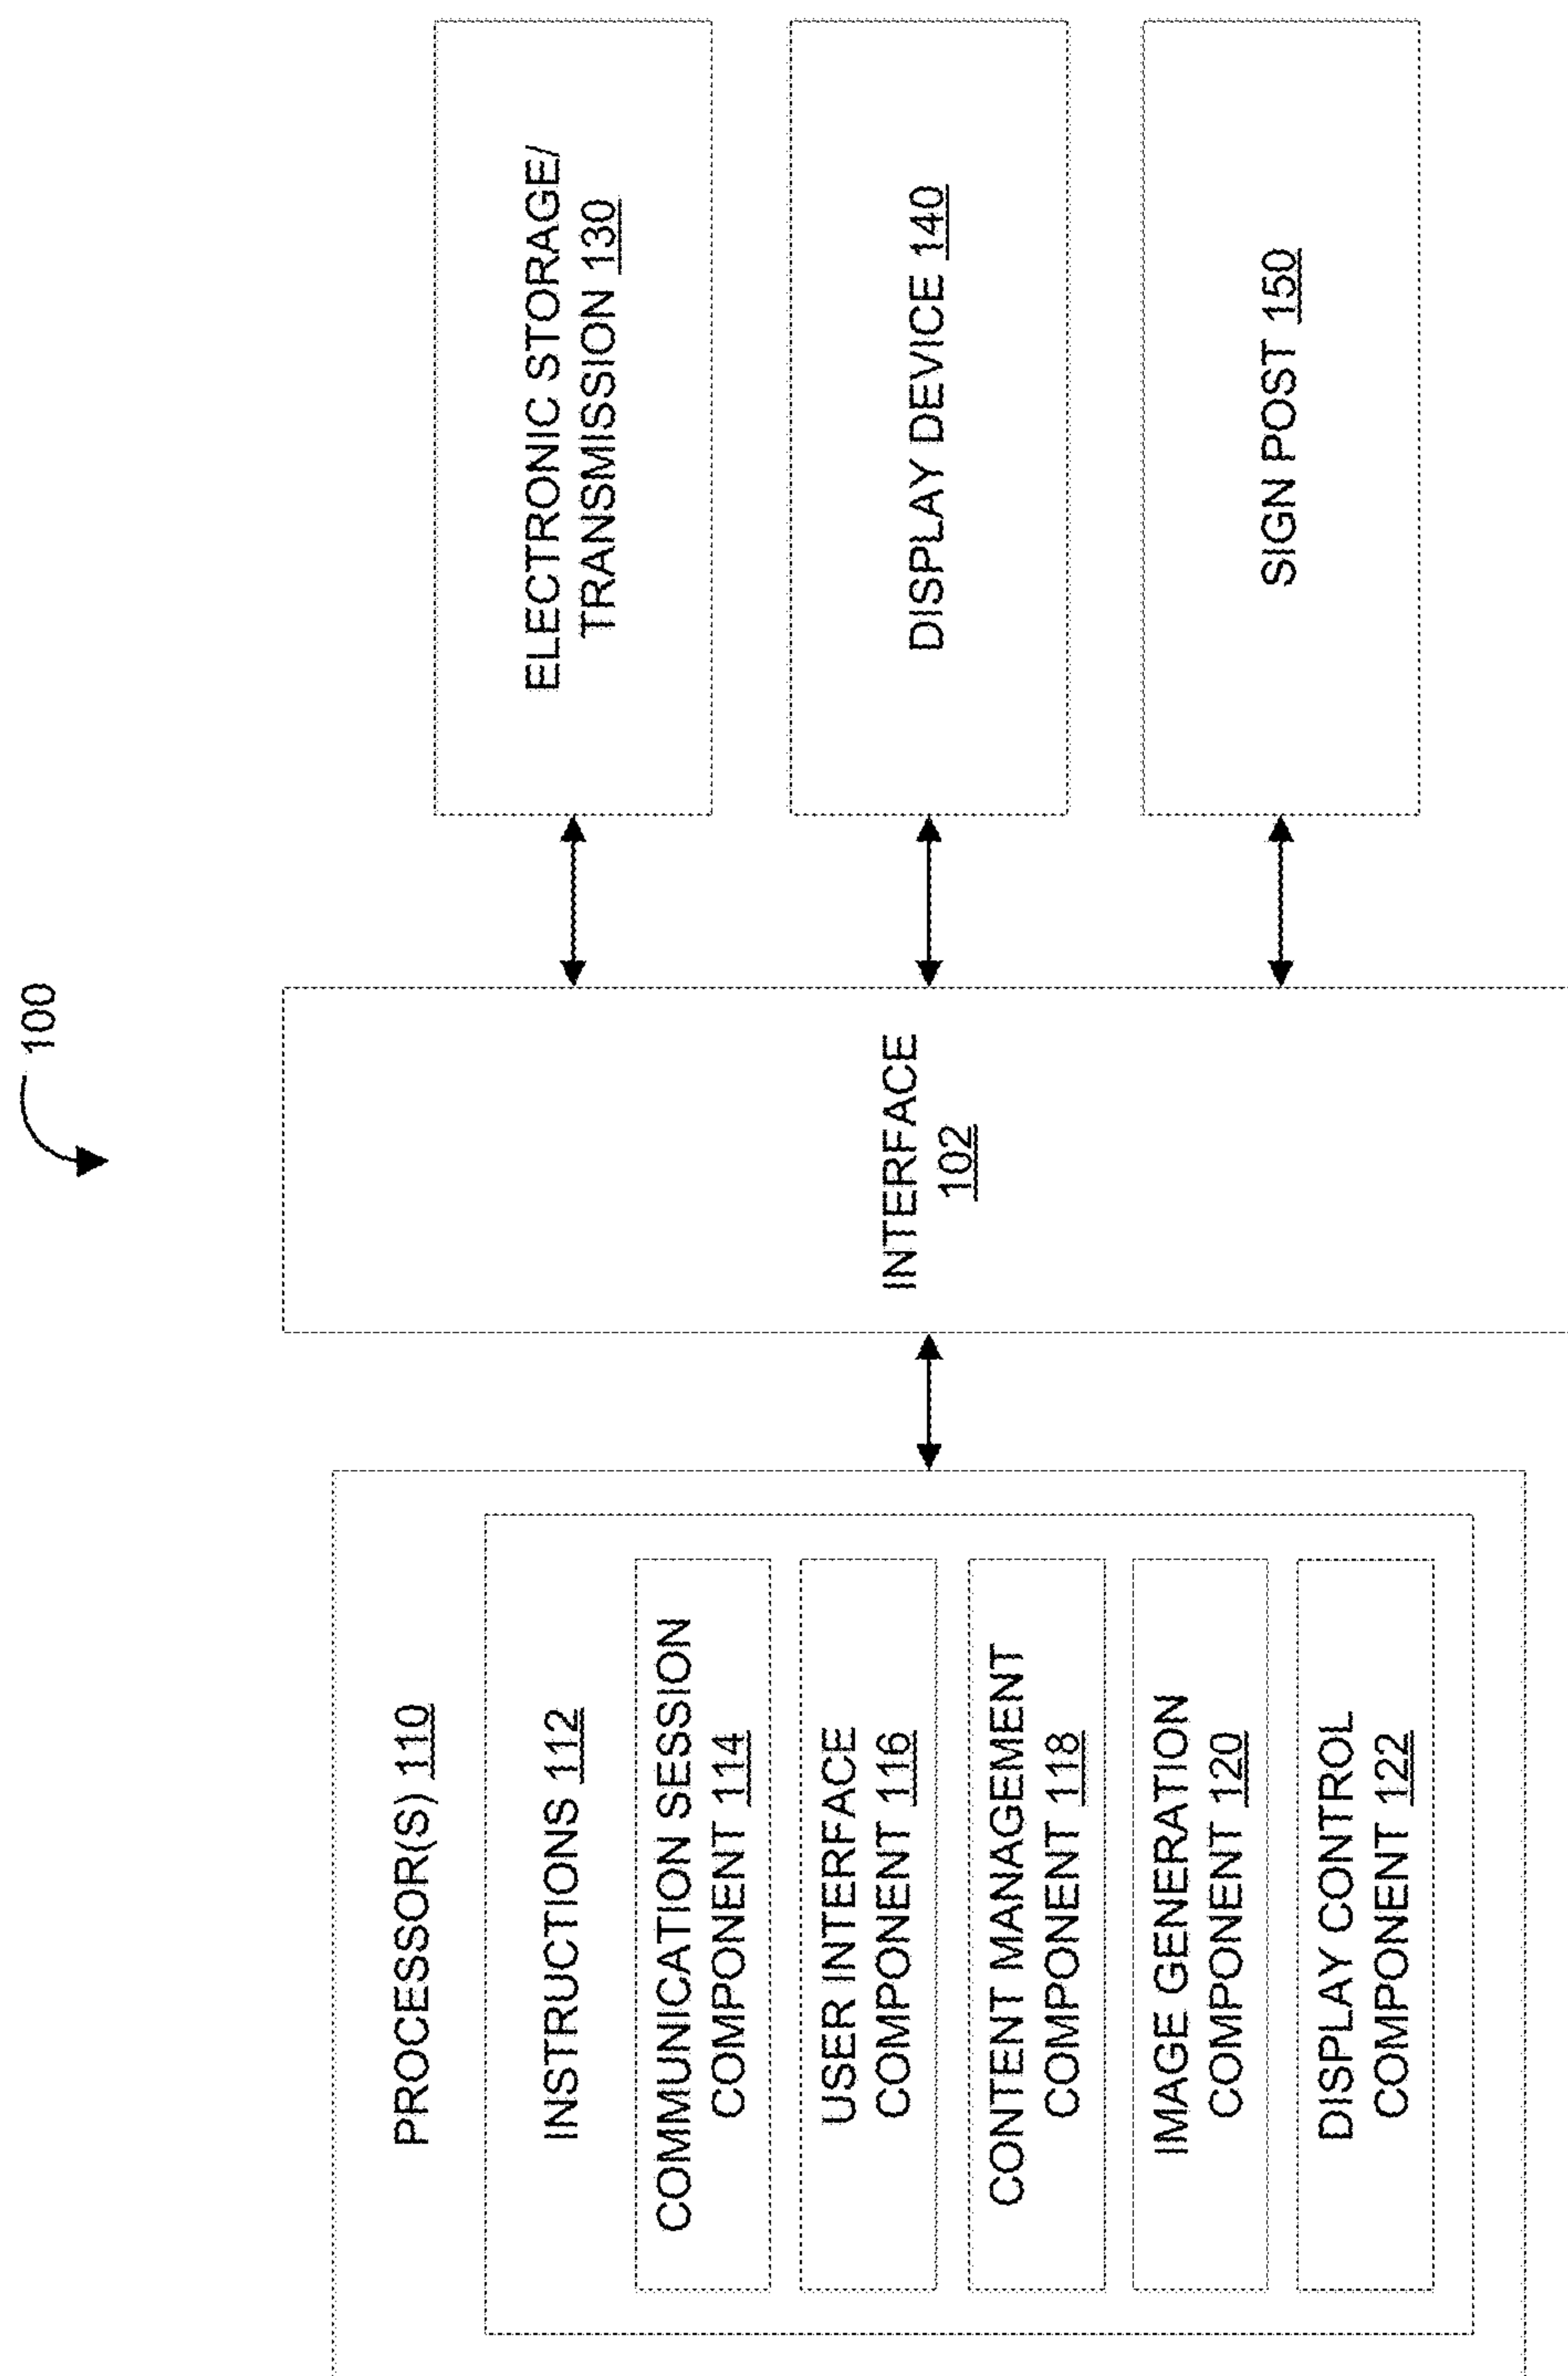 100
PROCESSOR(S) 110
INSTRUCTIONS 112
COMMUNICATION SESSION
COMPONENT 114
USER INTERFACE
COMPONENT 116
CONTENT MANAGEMENT
COMPONENT 118
IMAGE GENERATION
COMPONENT 120
DISPLAY CONTROL
COMPONENT 122
INTERFACE
102
ELECTRONIC STORAGE/
TRANSMISSION 130
DISPLAY DEVICE 140
SIGN POST 150